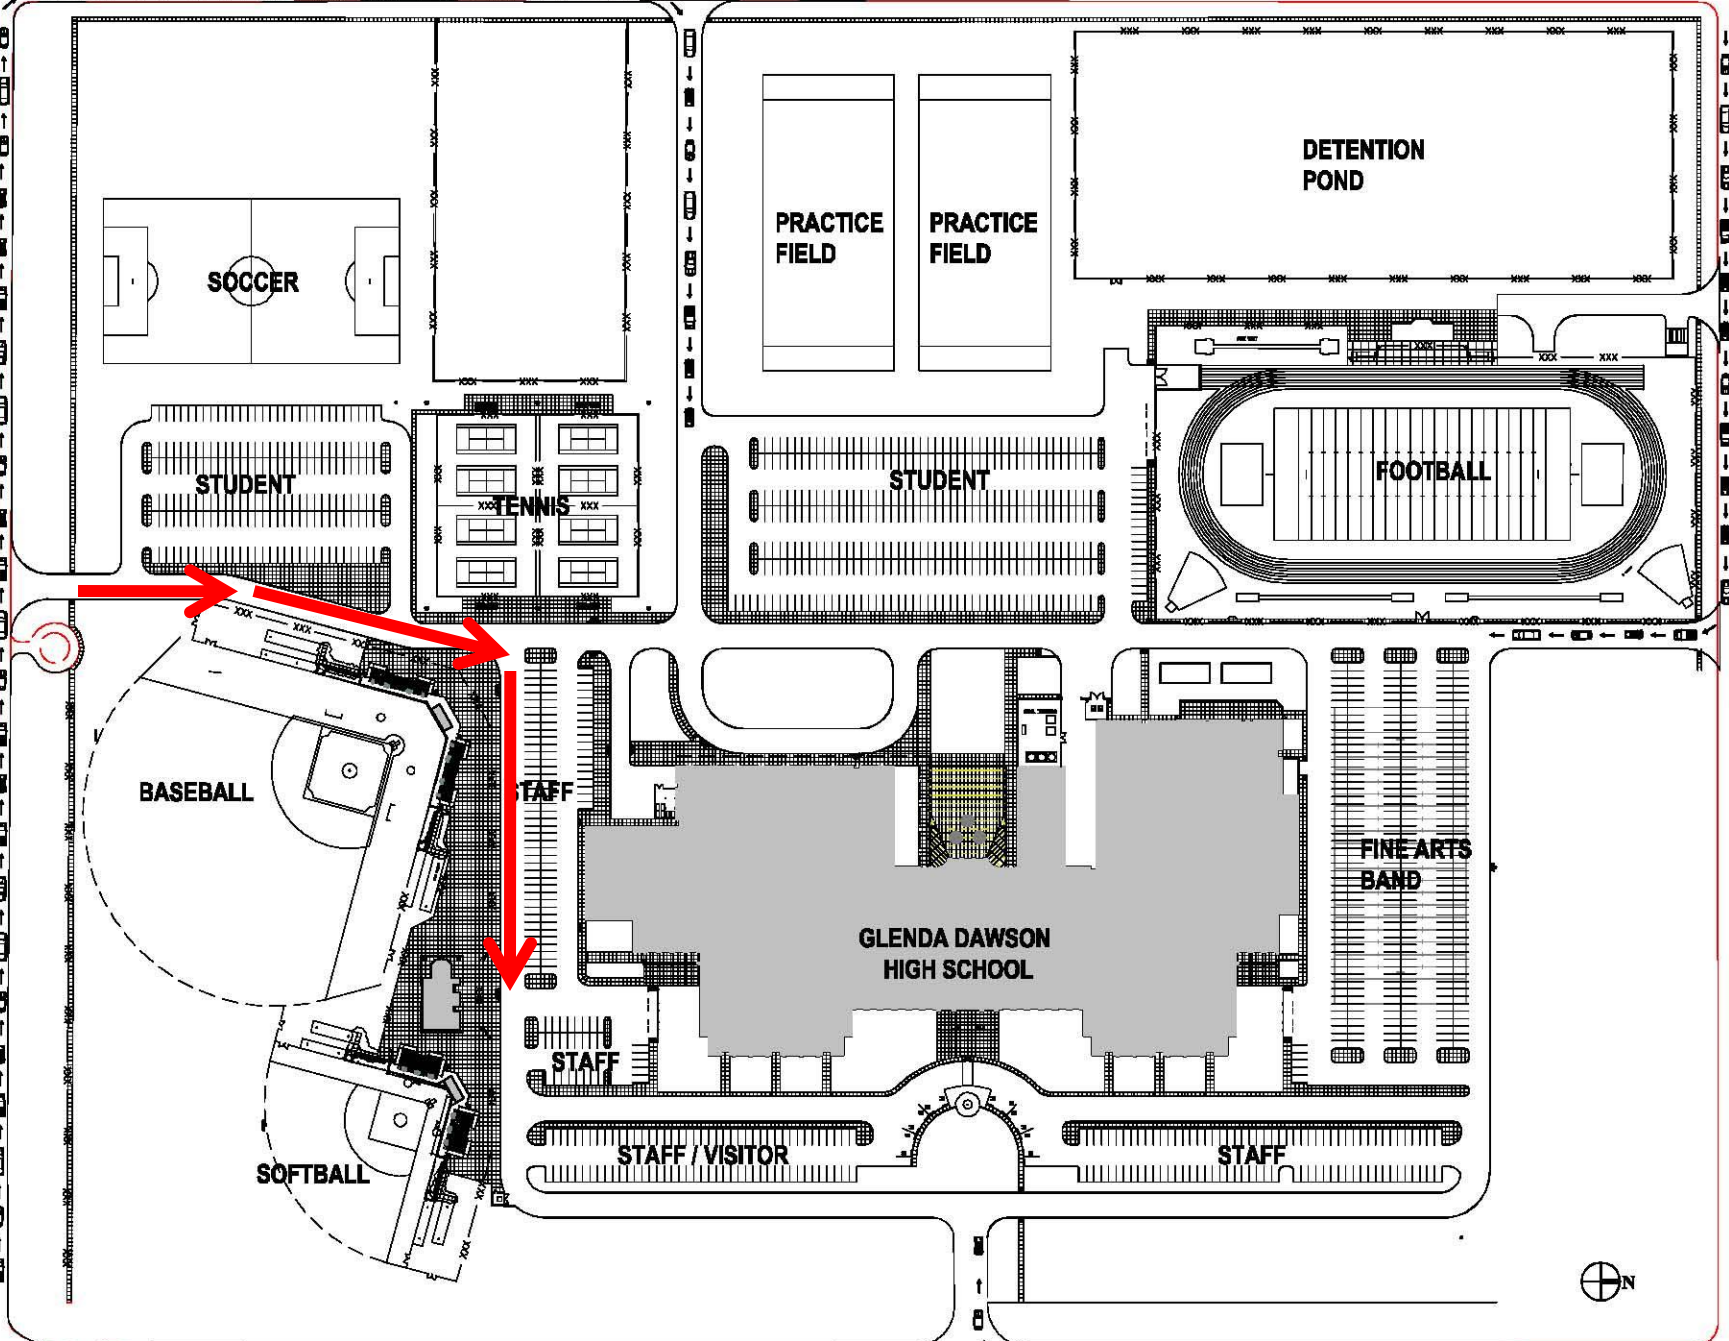 DETENTION
POND
PRACTICE
FIELD
PRACTICE
FIELD
SOCCER
STUDENT
TENNIS
STUDENT
FOOTBALL
BASEBALL
STAFF
FINE ARTS
BAND
GLENDA DAWSON
HIGH SCHOOL
STAFF
STAFF / VISITOR
STAFF
SOFTBALL
N